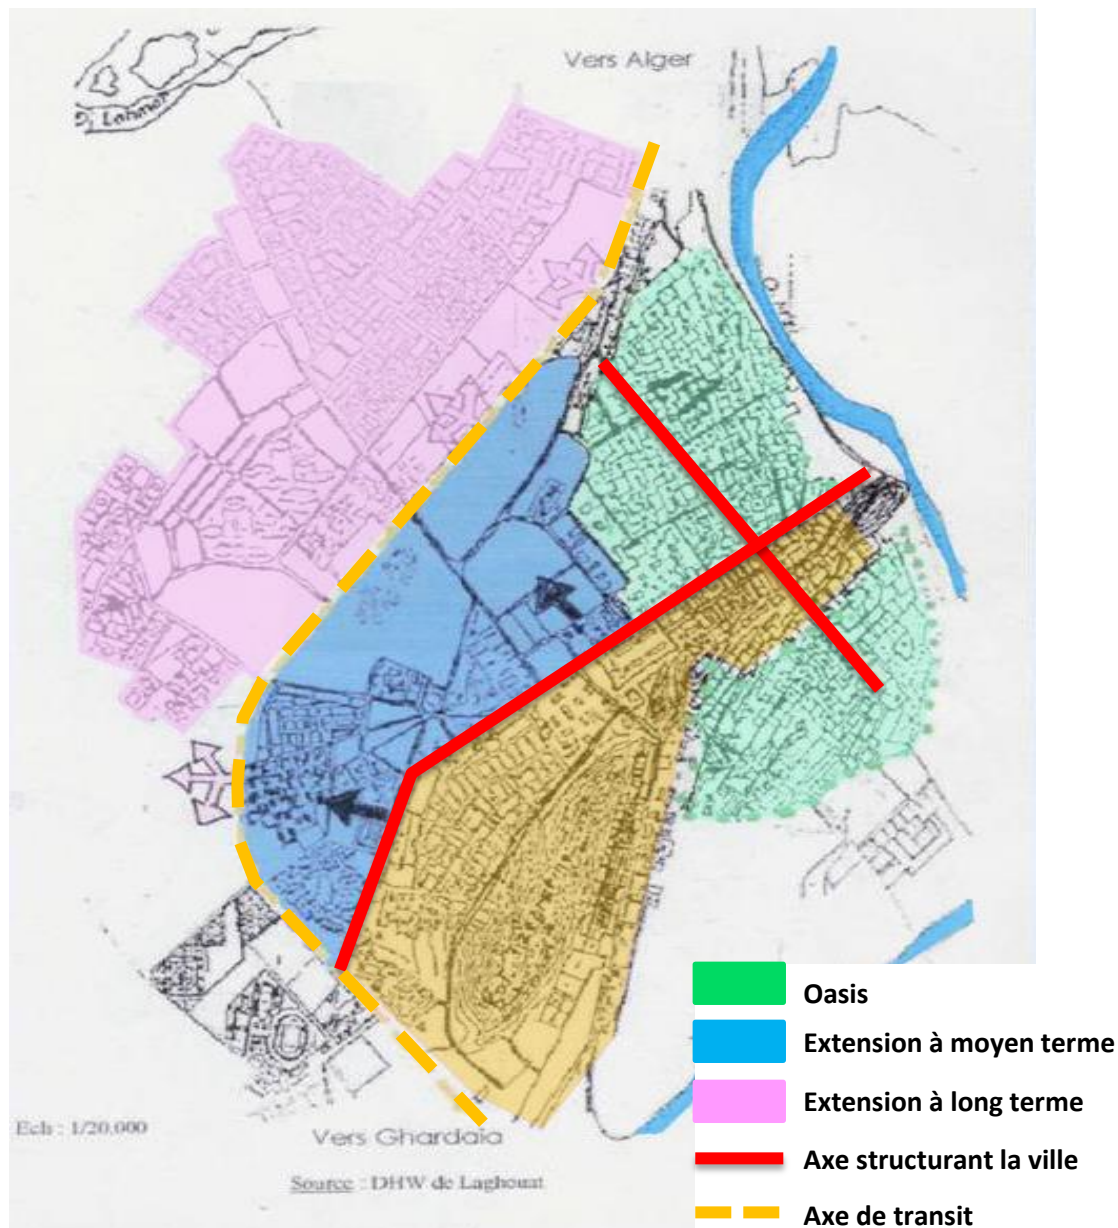 Vers Alger
Oasis
Extension à moyen terme
Extension à long terme
Ech : 1/20.000
Vers Ghardaia
Axe structurant la ville
Source : DHW de Laghouat
Axe de transit